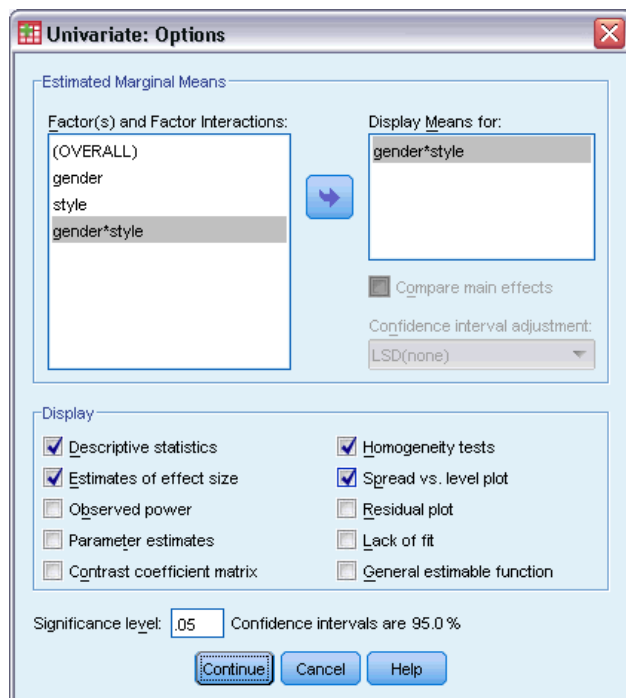 Univariate: Options
Estimated Marginal Means
Factor(s) and Factor Interactions:
(OVERALL)
gender
style
gender*style
Display Means for:
gender*style
Compare main effects
Confidence interval adjustment:
LSD(none)
Display
Descriptive statistics
Homogeneity tests
Estimates of effect size
Spread vs. level plot
Observed power
Residual plot
Parameter estimates
Lack of fit
Contrast coefficient matrix
General estimable function
Significance level: .05 Confidence intervals are 95.0 %
Continue Cancel Help